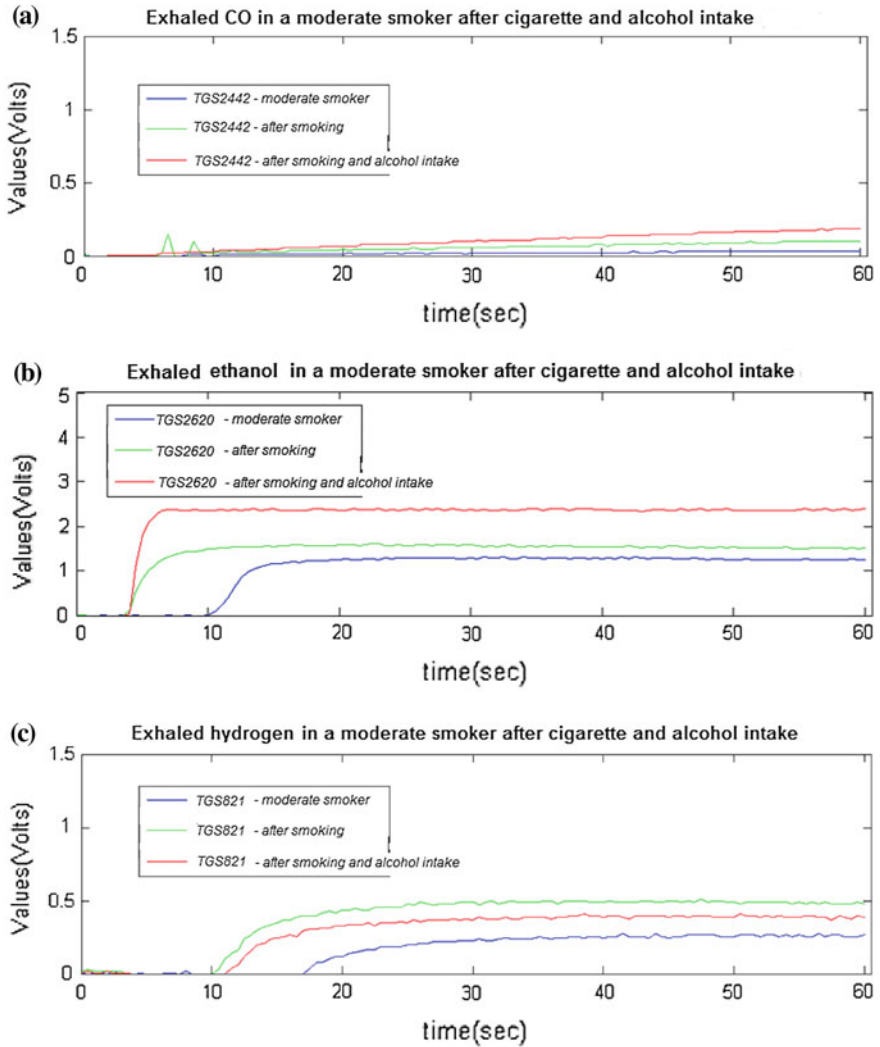 (a)
Exhaled CO in a moderate smoker after cigarette and alcohol intake
1.5
1
0.5
0
Values(Volts)
TGS2442 - moderate smoker
TGS2442 - after smoking
TGS2442 - after smoking and alcohol intake
0 10 20 30 40 50 60
time(sec)
(b)
Exhaled ethanol in a moderate smoker after cigarette and alcohol intake
5
4
3
2
1
0
Values(Volts)
TGS2620 - moderate smoker
TGS2620 - after smoking
TGS2620 - after smoking and alcohol intake
0 10 20 30 40 50 60
time(sec)
(c)
Exhaled hydrogen in a moderate smoker after cigarette and alcohol intake
1.5
1
0.5
0
Values(Volts)
TGS821 - moderate smoker
TGS821 - after smoking
TGS821 - after smoking and alcohol intake
0 10 20 30 40 50 60
time(sec)